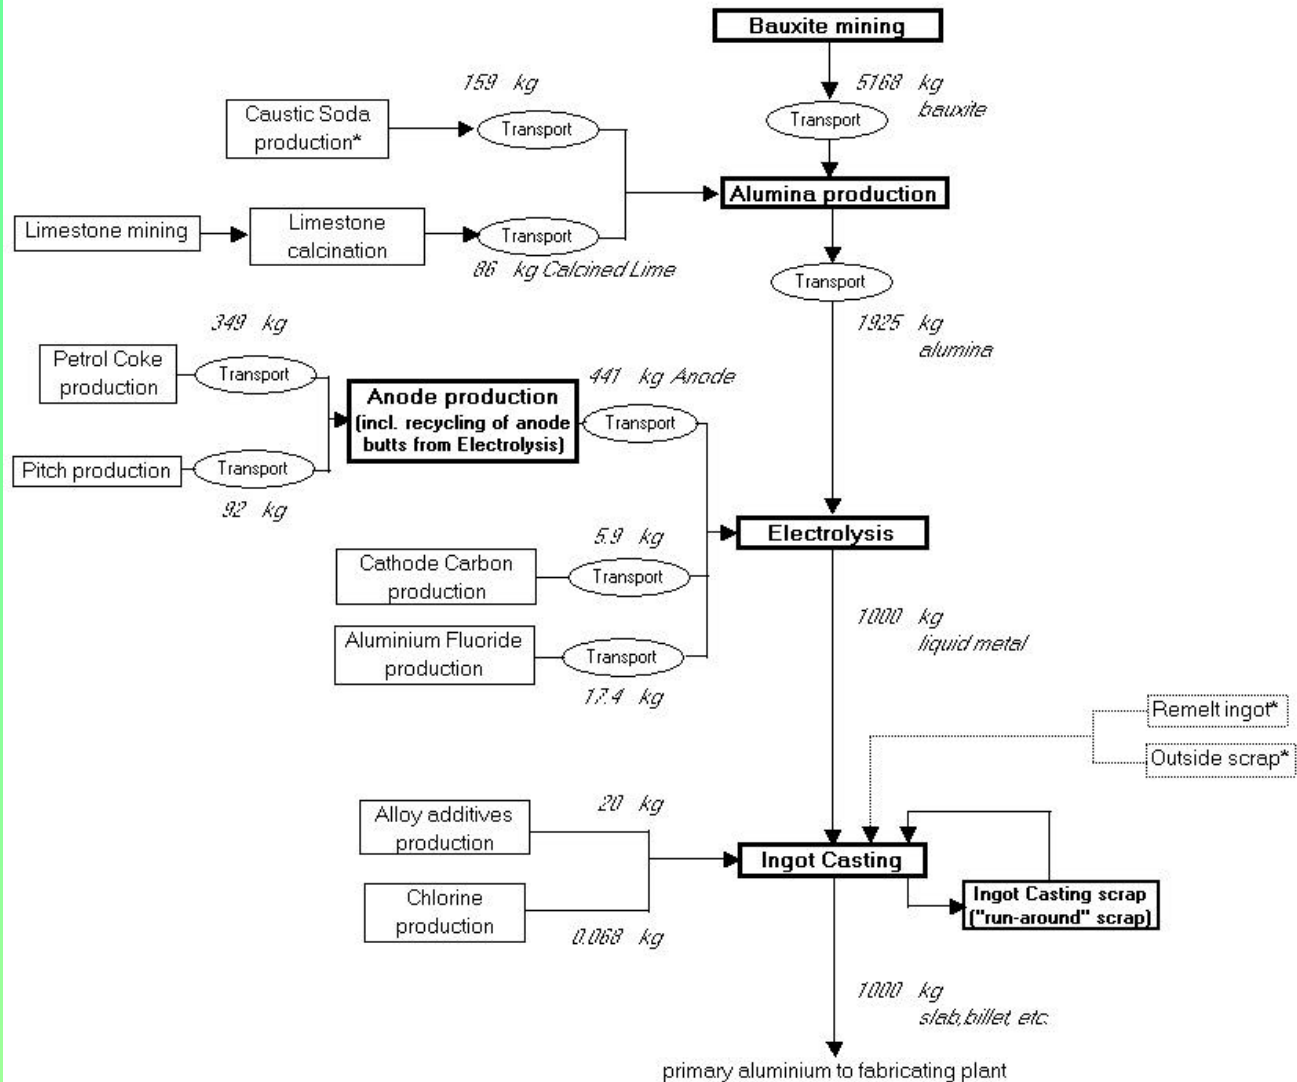 Bauxite mining
159 kg
5168 kg
bauxite
Caustic Soda
production*
Transport
Transport
Alumina production
Limestone mining
Limestone
calcination
Transport
86 kg Calcined Lime
Transport
1925 kg
alumina
349 kg
Petrol Coke
production
Transport
441 kg Anode
Anode production
(incl. recycling of anode
butts from Electrolysis)
Transport
Pitch production
Transport
92 kg
Electrolysis
5.9 kg
Cathode Carbon
production
Transport
1000 kg
liquid metal
Aluminium Fluoride
production
Transport
17.4 kg
Remelt ingot*
Outside scrap*
20 kg
Alloy additives
production
Ingot Casting
Chlorine
production
0.068 kg
Ingot Casting scrap
("run-around" scrap)
1000 kg
slab,billet, etc.
primary aluminium to fabricating plant